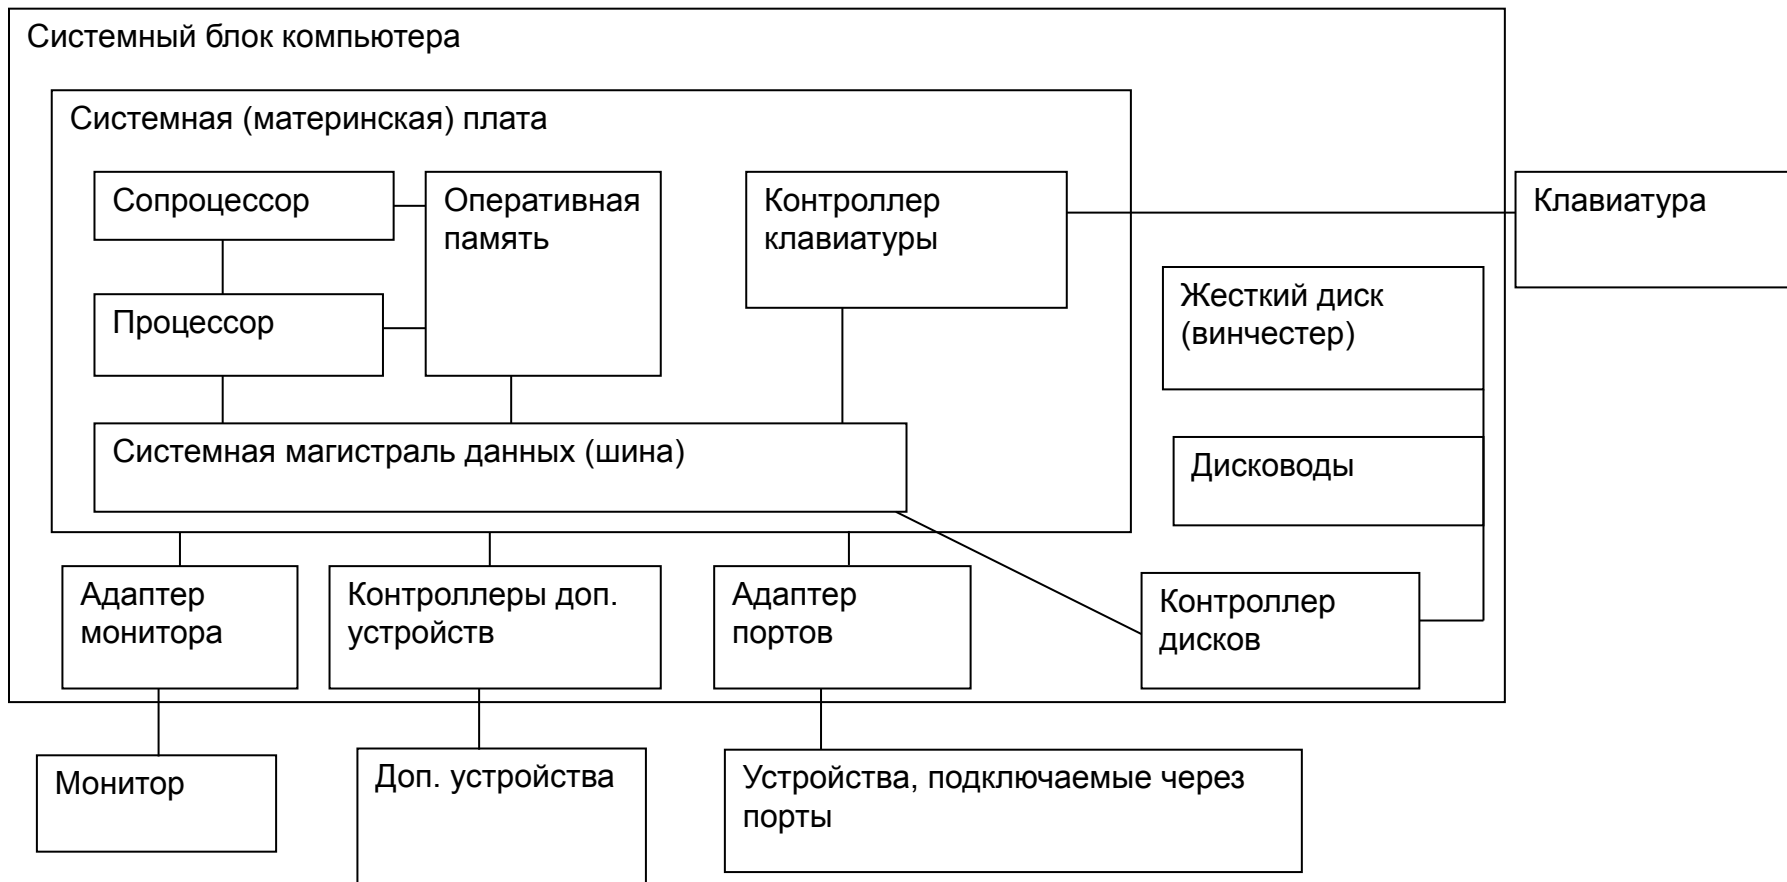 Системный блок компьютера
Системная (материнская) плата
Сопроцессор
Оперативная
память
Контроллер
клавиатуры
Клавиатура
Процессор
Жесткий диск
(винчестер)
Системная магистраль данных (шина)
Дисководы
Адаптер
монитора
Контроллеры доп.
устройств
Адаптер
портов
Контроллер
дисков
Монитор
Доп. устройства
Устройства, подключаемые через
порты